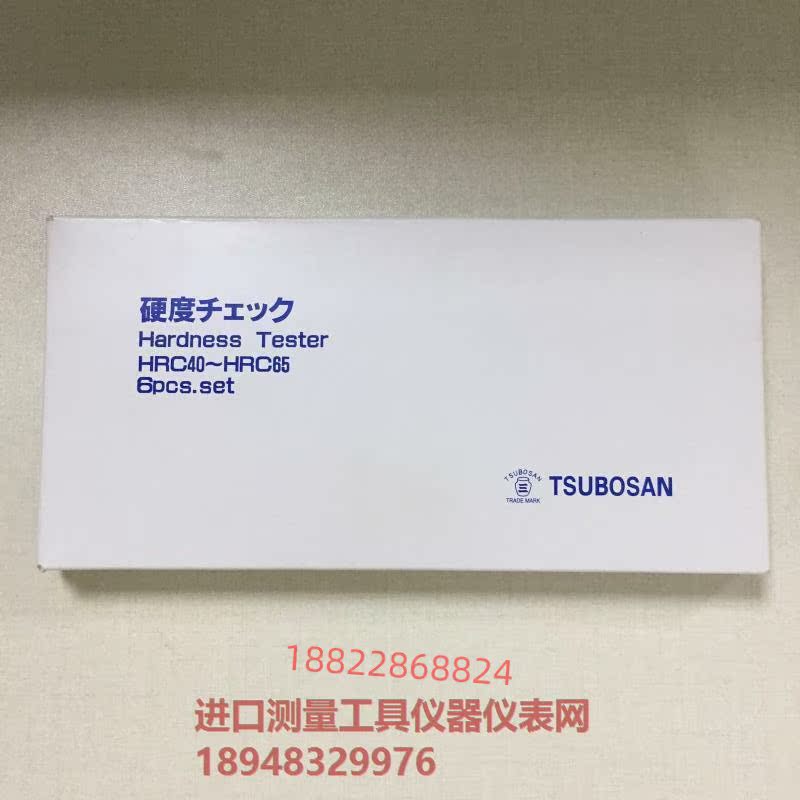 硬度チェック
Hardness Tester
HRC40~HRC65
6pcs.set
TSUBOSAN
三
TRADE MARK
TSUBOSAN
18822868824
进口测量工具仪器仪表网
18948329976